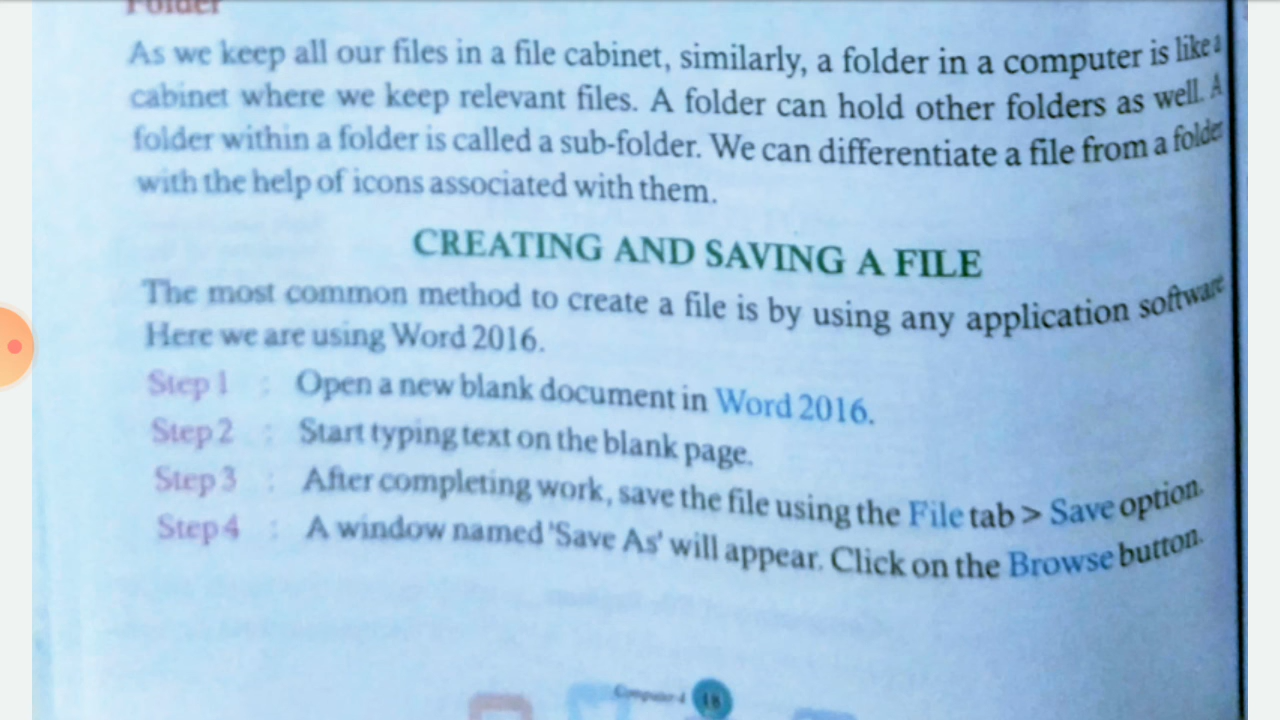 Folder
As we keep all our files in a file cabinet, similarly, a folder in a computer is like a
cabinet where we keep relevant files. A folder can hold other folders as well. A
folder within a folder is called a sub-folder. We can differentiate a file from a folder
with the help of icons associated with them.
CREATING AND SAVING A FILE
The most common method to create a file is by using any application software.
Here we are using Word 2016.
Step 1 : Open a new blank document in Word 2016.
Step 2 : Start typing text on the blank page.
Step 3 : After completing work, save the file using the File tab > Save option.
Step 4 : A window named 'Save As' will appear. Click on the Browse button.
Computer-4 18